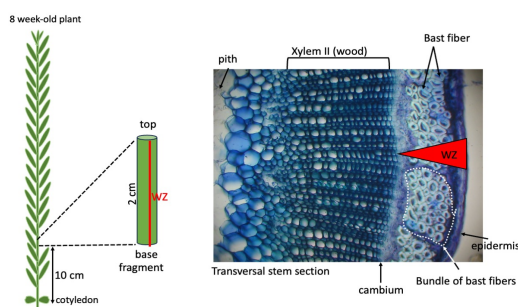 8 week-old plant
top
2 cm
WZ
base
fragment
10 cm
cotyledon
Xylem II (wood)
Bast fiber
pith
WZ
epidermis
Transversal stem section
cambium
Bundle of bast fibers